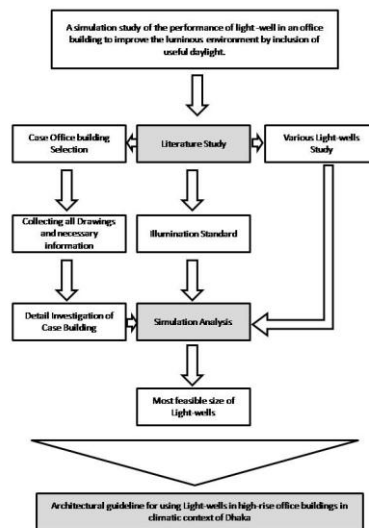 A simulation study of the performance of light -well in an office
building to improve the luminous environment by inclusion of
useful daylight.
Case Office building
Selection
Literature Study
Various Light-wells
Study
Collecting all Drawings
and necessary
information
Illumination Standard
Detail Investigation of
Case Building
Simulation Analysis
Most feasible size of
Light-wells
Architectural guideline for using Light-wells in high-rise office buildings in
climatic context of Dhaka